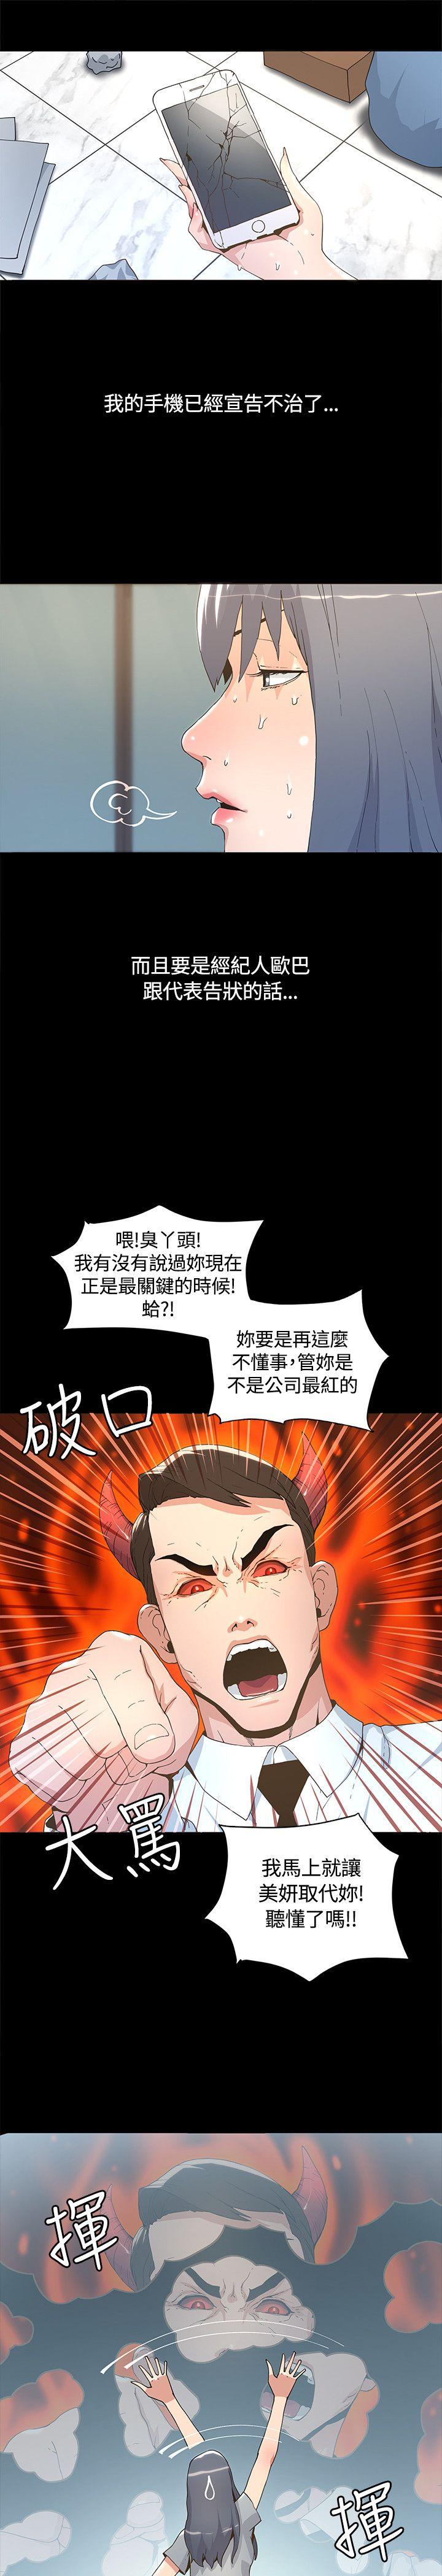 我的手機已經宣告不治了...
而且要是經紀人歐巴
跟代表告狀的話...
喂!臭丫頭!
我有沒有說過妳現在
正是最關鍵的時候!
蛤?!
妳要是再這麼
不懂事,管妳是
不是公司最紅的
破口
大罵
我馬上就讓
美妍取代妳!
聽懂了嗎!!
揮
揮